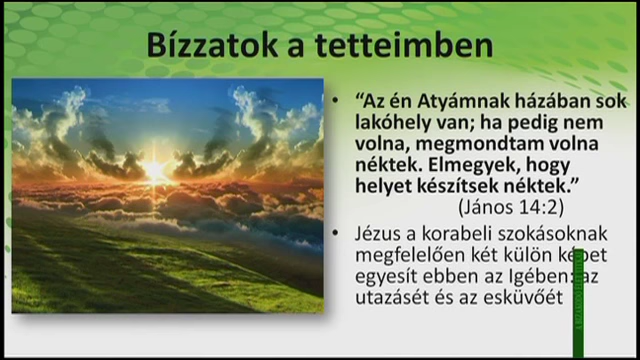 Bízzatok a tetteimben
• “Az én Atyámnak házában sok
lakóhely van; ha pedig nem
volna, megmondtam volna
néktek. Elmegyek, hogy
helyet készítsek néktek.”
(János 14:2)
• Jézus a korabeli szokásoknak
megfelelően két külön képet
egyesít ebben az Igében: az
utazásét és az esküvőét